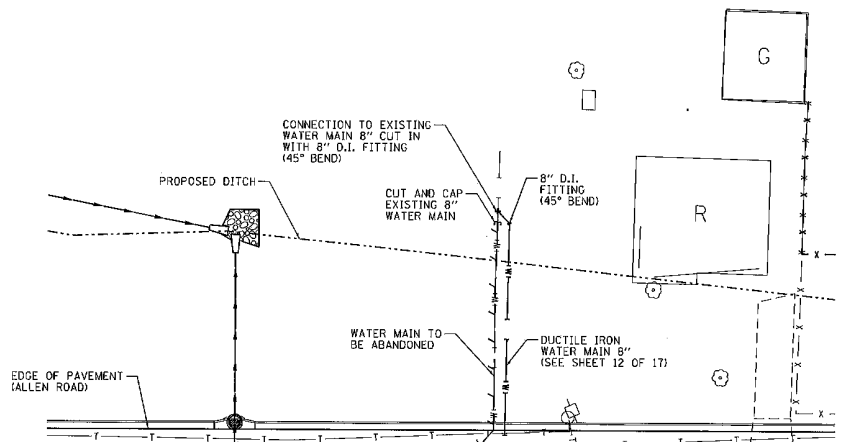 G
CONNECTION TO EXISTING
WATER MAIN 8" CUT IN
WITH 8" D.I. FITTING
(45° BEND)
PROPOSED DITCH
CUT AND CAP
EXISTING 8"
WATER MAIN
8" D.I.
FITTING
(45° BEND)
R
WATER MAIN TO
BE ABANDONED
DUCTILE IRON
WATER MAIN 8"
(SEE SHEET 12 OF 17)
EDGE OF PAVEMENT
(ALLEN ROAD)